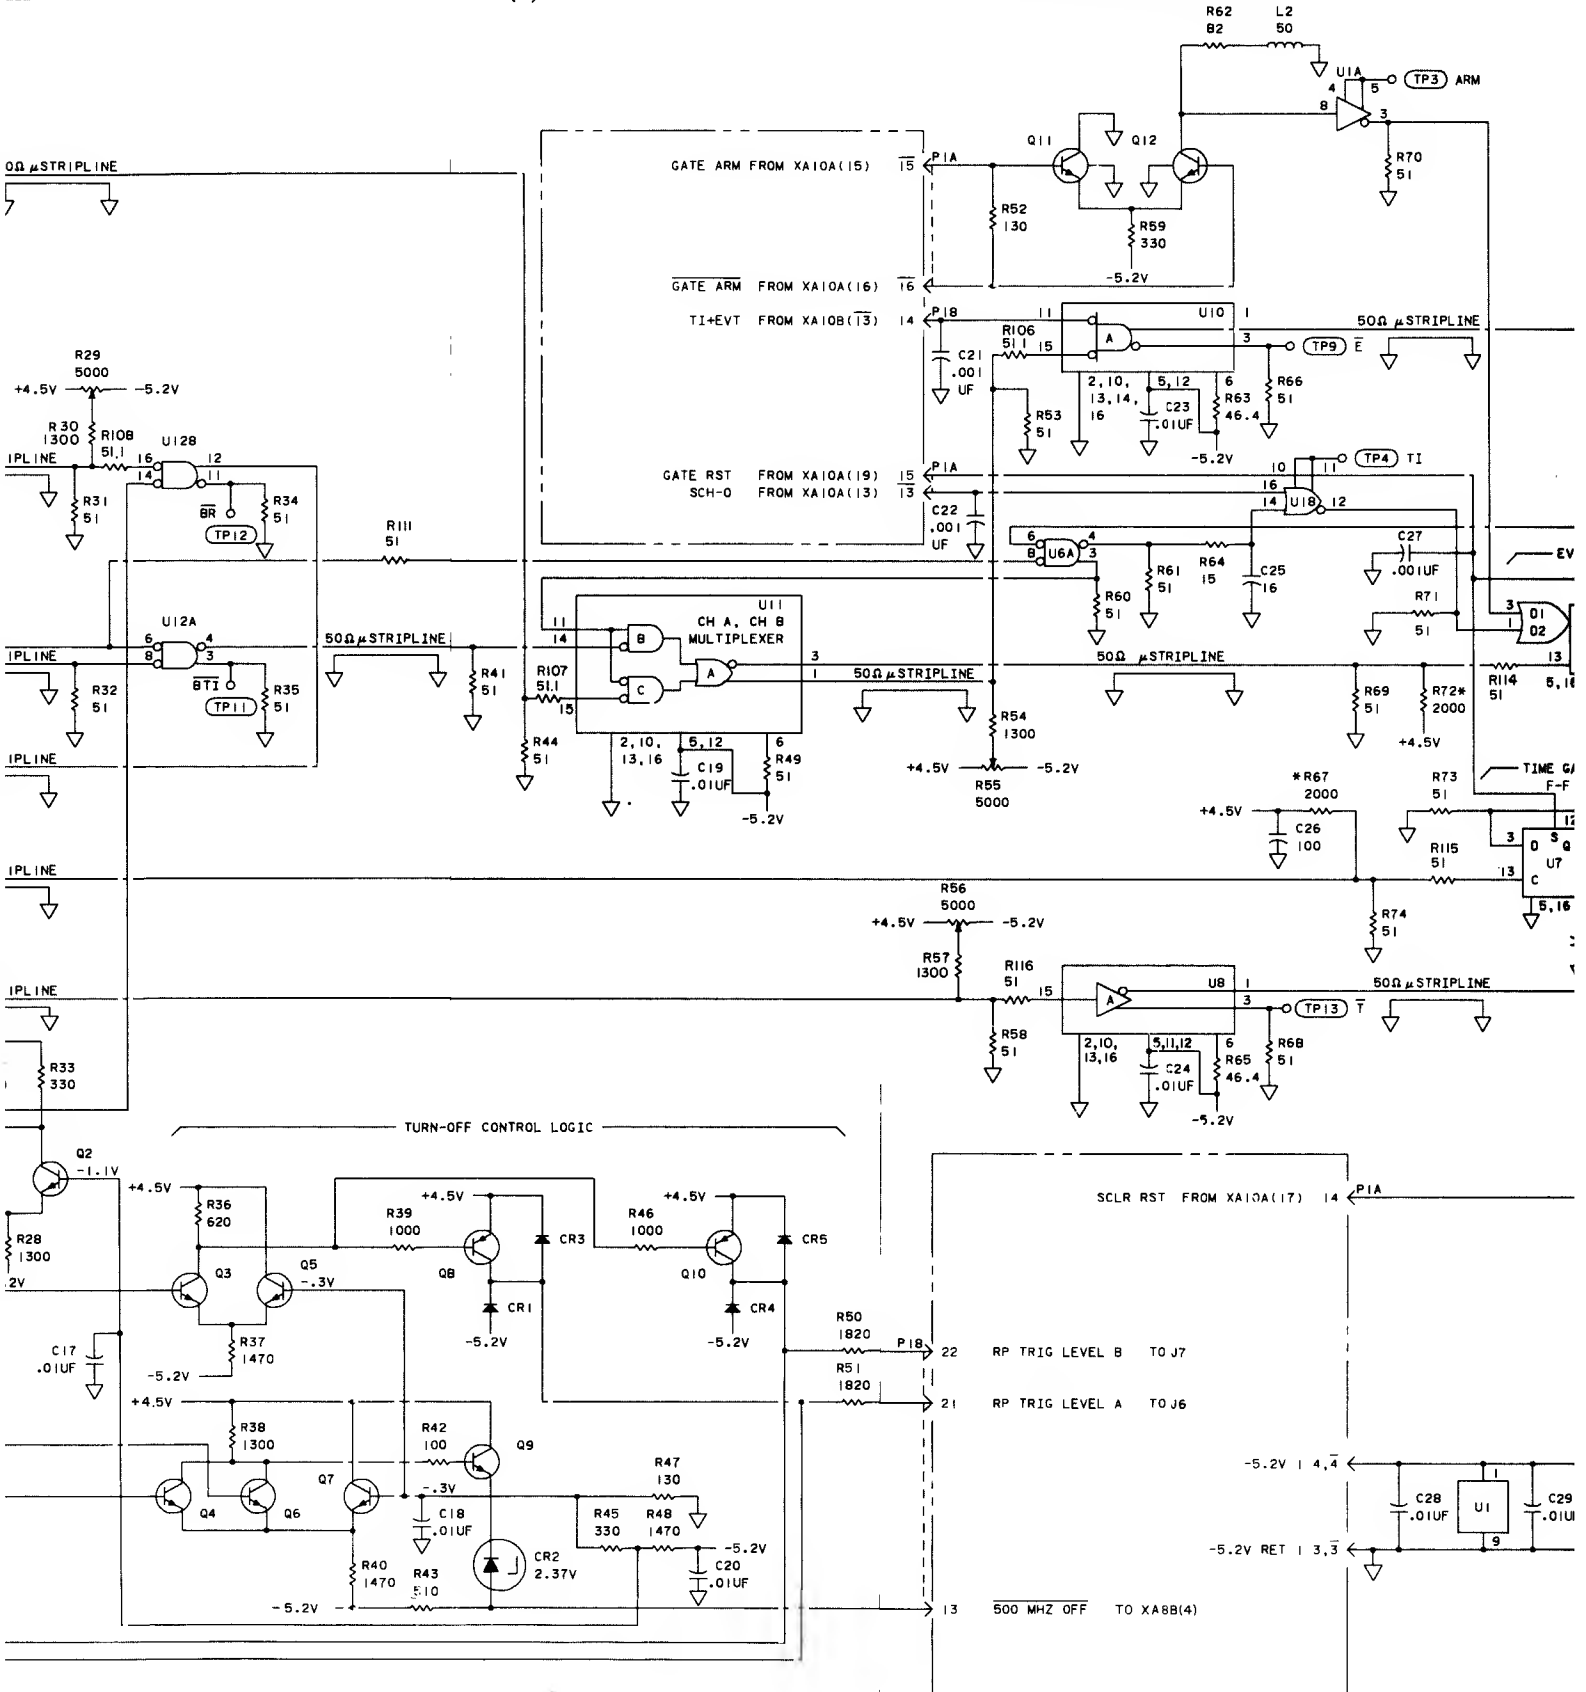 R62 L2
82 50
U1A
4 5 TP3 ARM
8 3
Q11 Q12
0Ω µSTRIPLINE
GATE ARM FROM XA10A(15) 15 P1A
R70
51
R52
130
R59
330
-5.2V
GATE ARM FROM XA10A(16) 16
TI+EVT FROM XA10B(13) 14 P1B
11 U10 1
50Ω µSTRIPLINE
R106
51.1 15 A 3 TP9 E
C21
.001
UF
2,10,
13,14,
16
5,12 6
C23
.01UF
R63
46.4
R66
51
R53
51
-5.2V
R29
5000
+4.5V -5.2V
R30
1300
R108
51.1
U12B
IPLINE 16 12
14 11
R31
51
BR
TP12
R34
51
GATE RST FROM XA10A(19) 15 P1A
SCH-0 FROM XA10A(13) 13
10 11 TP4 TI
16
14 U1B 12
C22
.001
UF
R111
51
6 4
8 U6A 3
R61
51
R64
15
C25
16
R60
51
C27
.001UF
EV
R71
51
3 D1
1 D2
13
5,16
U12A
IPLINE 6 4
IPLINE 8 3
50Ω µSTRIPLINE
R32
51
BTI
TP11
R35
51
R41
51
U11
CH A, CH B
MULTIPLEXER
11
14 B
C A
3
1
R107
51.1
15
50Ω µSTRIPLINE
50Ω µSTRIPLINE
R114
51
R69
51
R72*
2000
+4.5V
R54
1300
R44
51
2,10,
13,16
5,12 6
C19
.01UF
R49
51
-5.2V
+4.5V -5.2V
R55
5000
IPLINE
*R67
2000
+4.5V
C26
100
R73
51
TIME GA
F-F
12
3 D S Q
U7
13 C
5,16
R115
51
R74
51
IPLINE
R56
5000
+4.5V -5.2V
R57
1300
R116
51
15 A U8 1
3 TP13 T
50Ω µSTRIPLINE
IPLINE
R58
51
2,10,
13,16
5,11,12 6
C24
.01UF
R65
46.4
R68
51
-5.2V
R33
330
TURN-OFF CONTROL LOGIC
Q2
-1.1V
+4.5V
R36
620
R39
1000
+4.5V
R46
1000
+4.5V
CR3 CR5
Q8 Q10
R28
1300
.2V
Q3 Q5
-.3V
CR1 CR4
-5.2V -5.2V
SCLR RST FROM XA10A(17) 14 P1A
C17
.01UF
R37
1470
-5.2V
R50
1820
P1B 22 RP TRIG LEVEL B TO J7
R51
1820
21 RP TRIG LEVEL A TO J6
+4.5V
R38
1300
R42
100
Q9
Q4 Q6 Q7
-.3V
C18
.01UF
R47
130
R45
330
R48
1470
-5.2V
C20
.01UF
CR2
2.37V
R40
1470
R43
510
-5.2V
13 500 MHZ OFF TO XA8B(4)
-5.2V 14,4
1
C28
.01UF
U1
C29
.01U
9
-5.2V RET 13,3